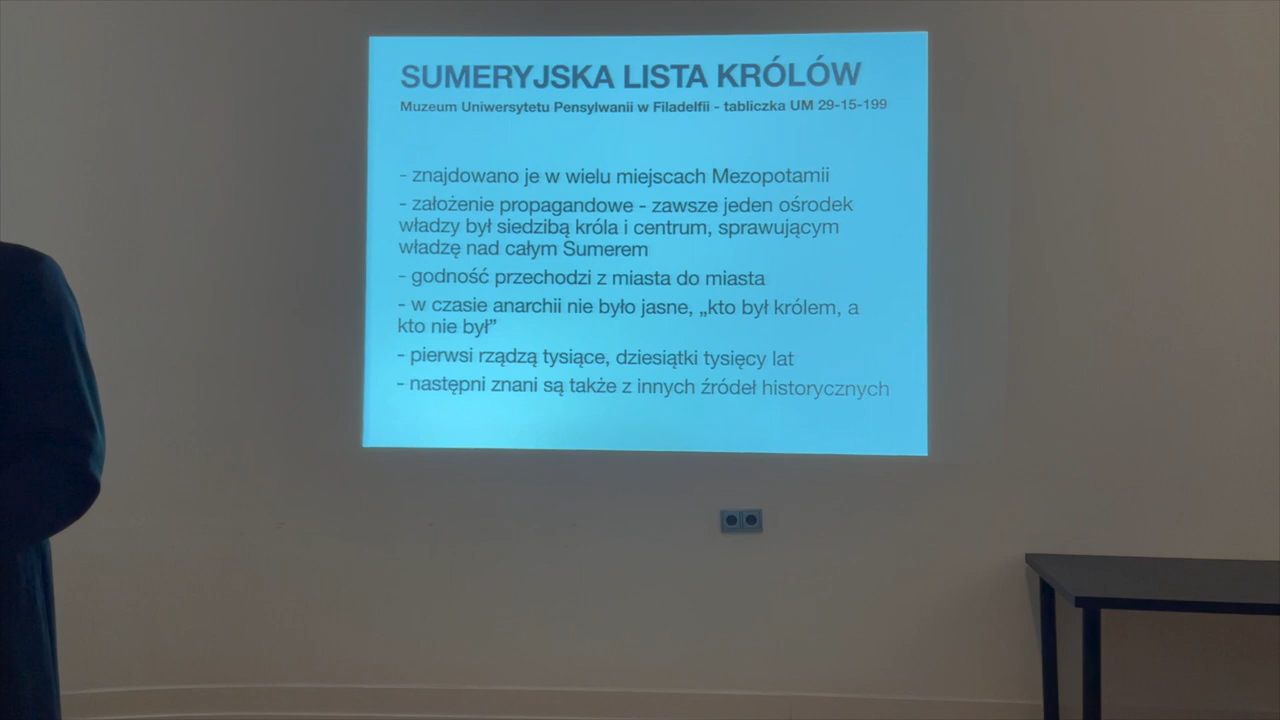 SUMERYJSKA LISTA KRÓLÓW
Muzeum Uniwersytetu Pensylwanii w Filadelfii - tabliczka UM 29-15-199
- znajdowano je w wielu miejscach Mezopotamii
- założenie propagandowe - zawsze jeden ośrodek
władzy był siedzibą króla i centrum, sprawującym
władzę nad całym Sumerem
- godność przechodzi z miasta do miasta
- w czasie anarchii nie było jasne, „kto był królem, a
kto nie był”
- pierwsi rządzą tysiące, dziesiątki tysięcy lat
- następni znani są także z innych źródeł historycznych